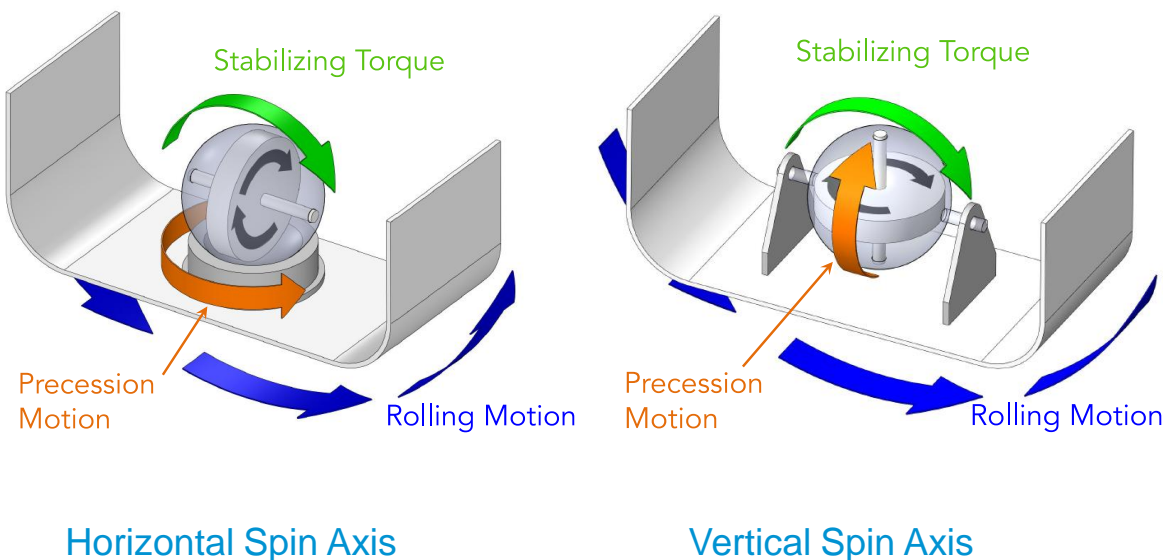 Stabilizing Torque
Precession
Motion
Rolling Motion
Horizontal Spin Axis
Stabilizing Torque
Precession
Motion
Rolling Motion
Vertical Spin Axis